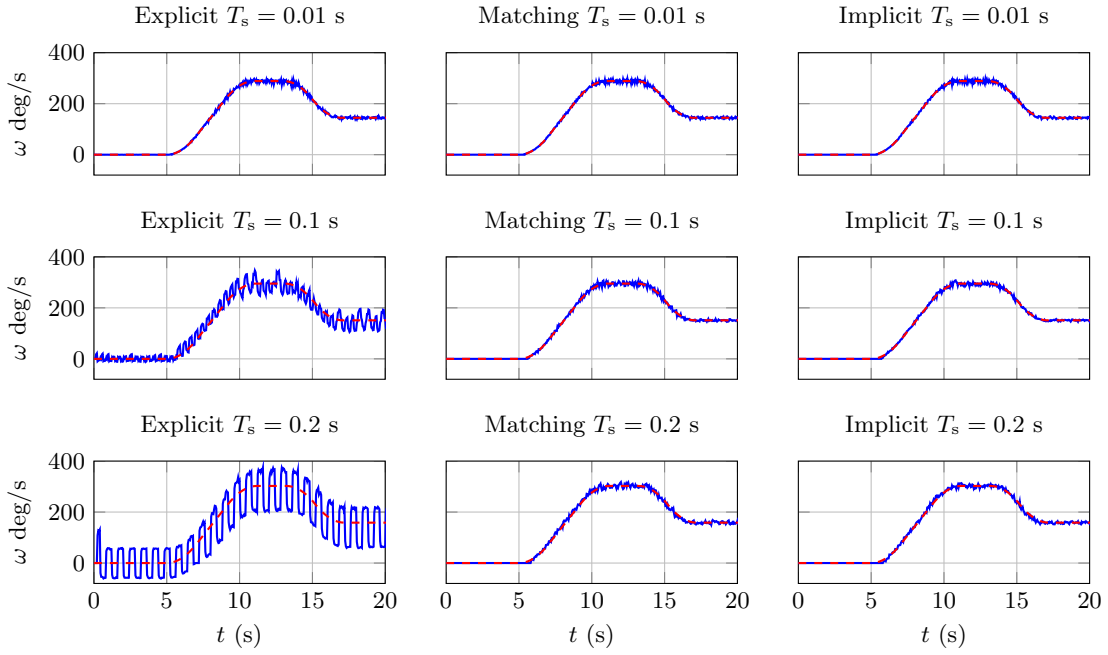 Explicit Tₛ = 0.01 s
Matching Tₛ = 0.01 s
Implicit Tₛ = 0.01 s
400
200
0
ω deg/s
Explicit Tₛ = 0.1 s
Matching Tₛ = 0.1 s
Implicit Tₛ = 0.1 s
400
200
0
ω deg/s
Explicit Tₛ = 0.2 s
Matching Tₛ = 0.2 s
Implicit Tₛ = 0.2 s
400
200
0
ω deg/s
0 5 10 15 20
0 5 10 15 20
0 5 10 15 20
t (s)
t (s)
t (s)